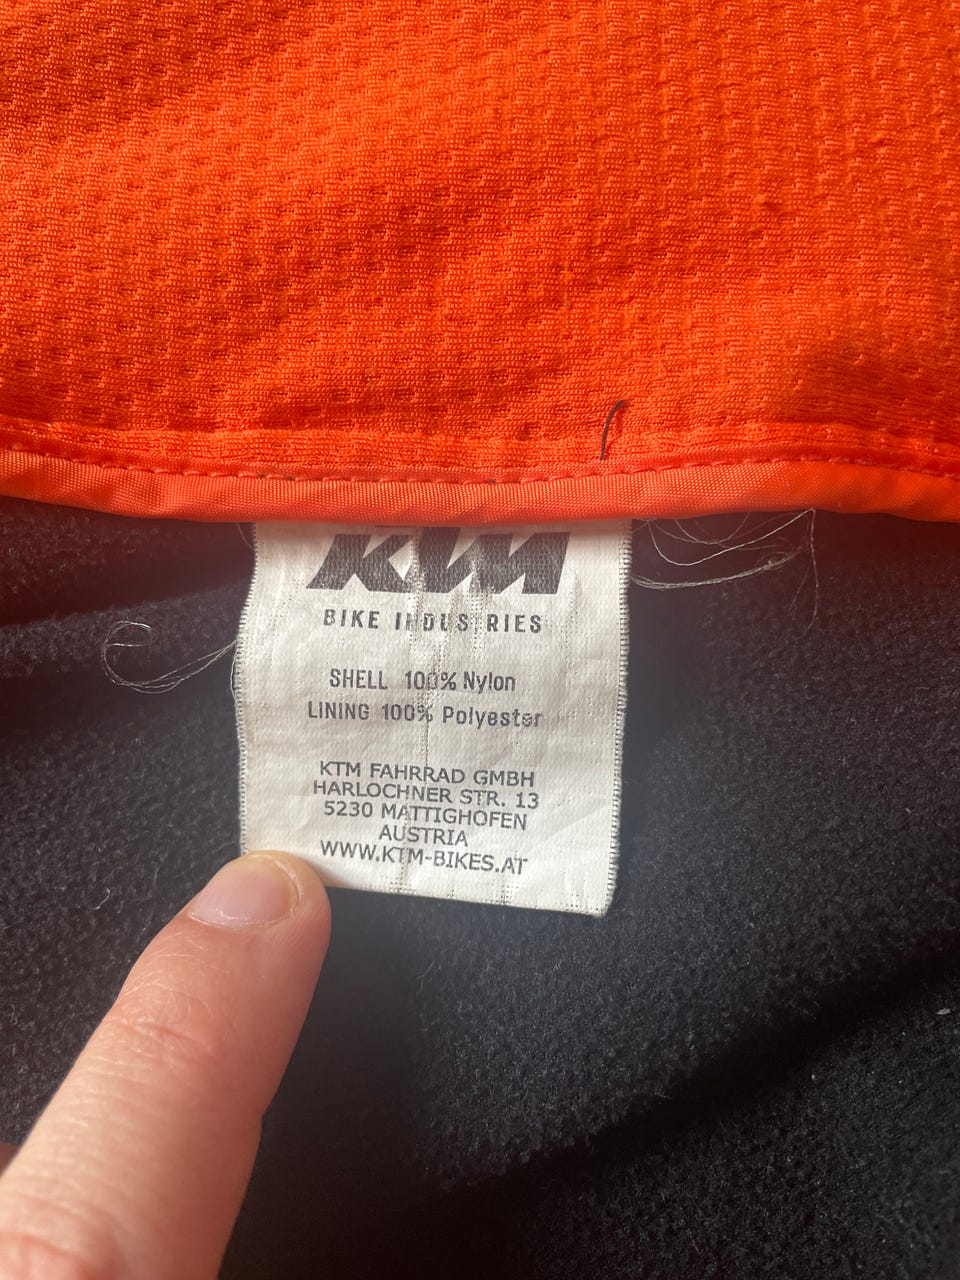 KTM
BIKE INDUSTRIES
SHELL 100% Nylon
LINING 100% Polyester
KTM FAHRRAD GMBH
HARLOCHNER STR. 13
5230 MATTIGHOFEN
AUSTRIA
WWW.KTM-BIKES.AT